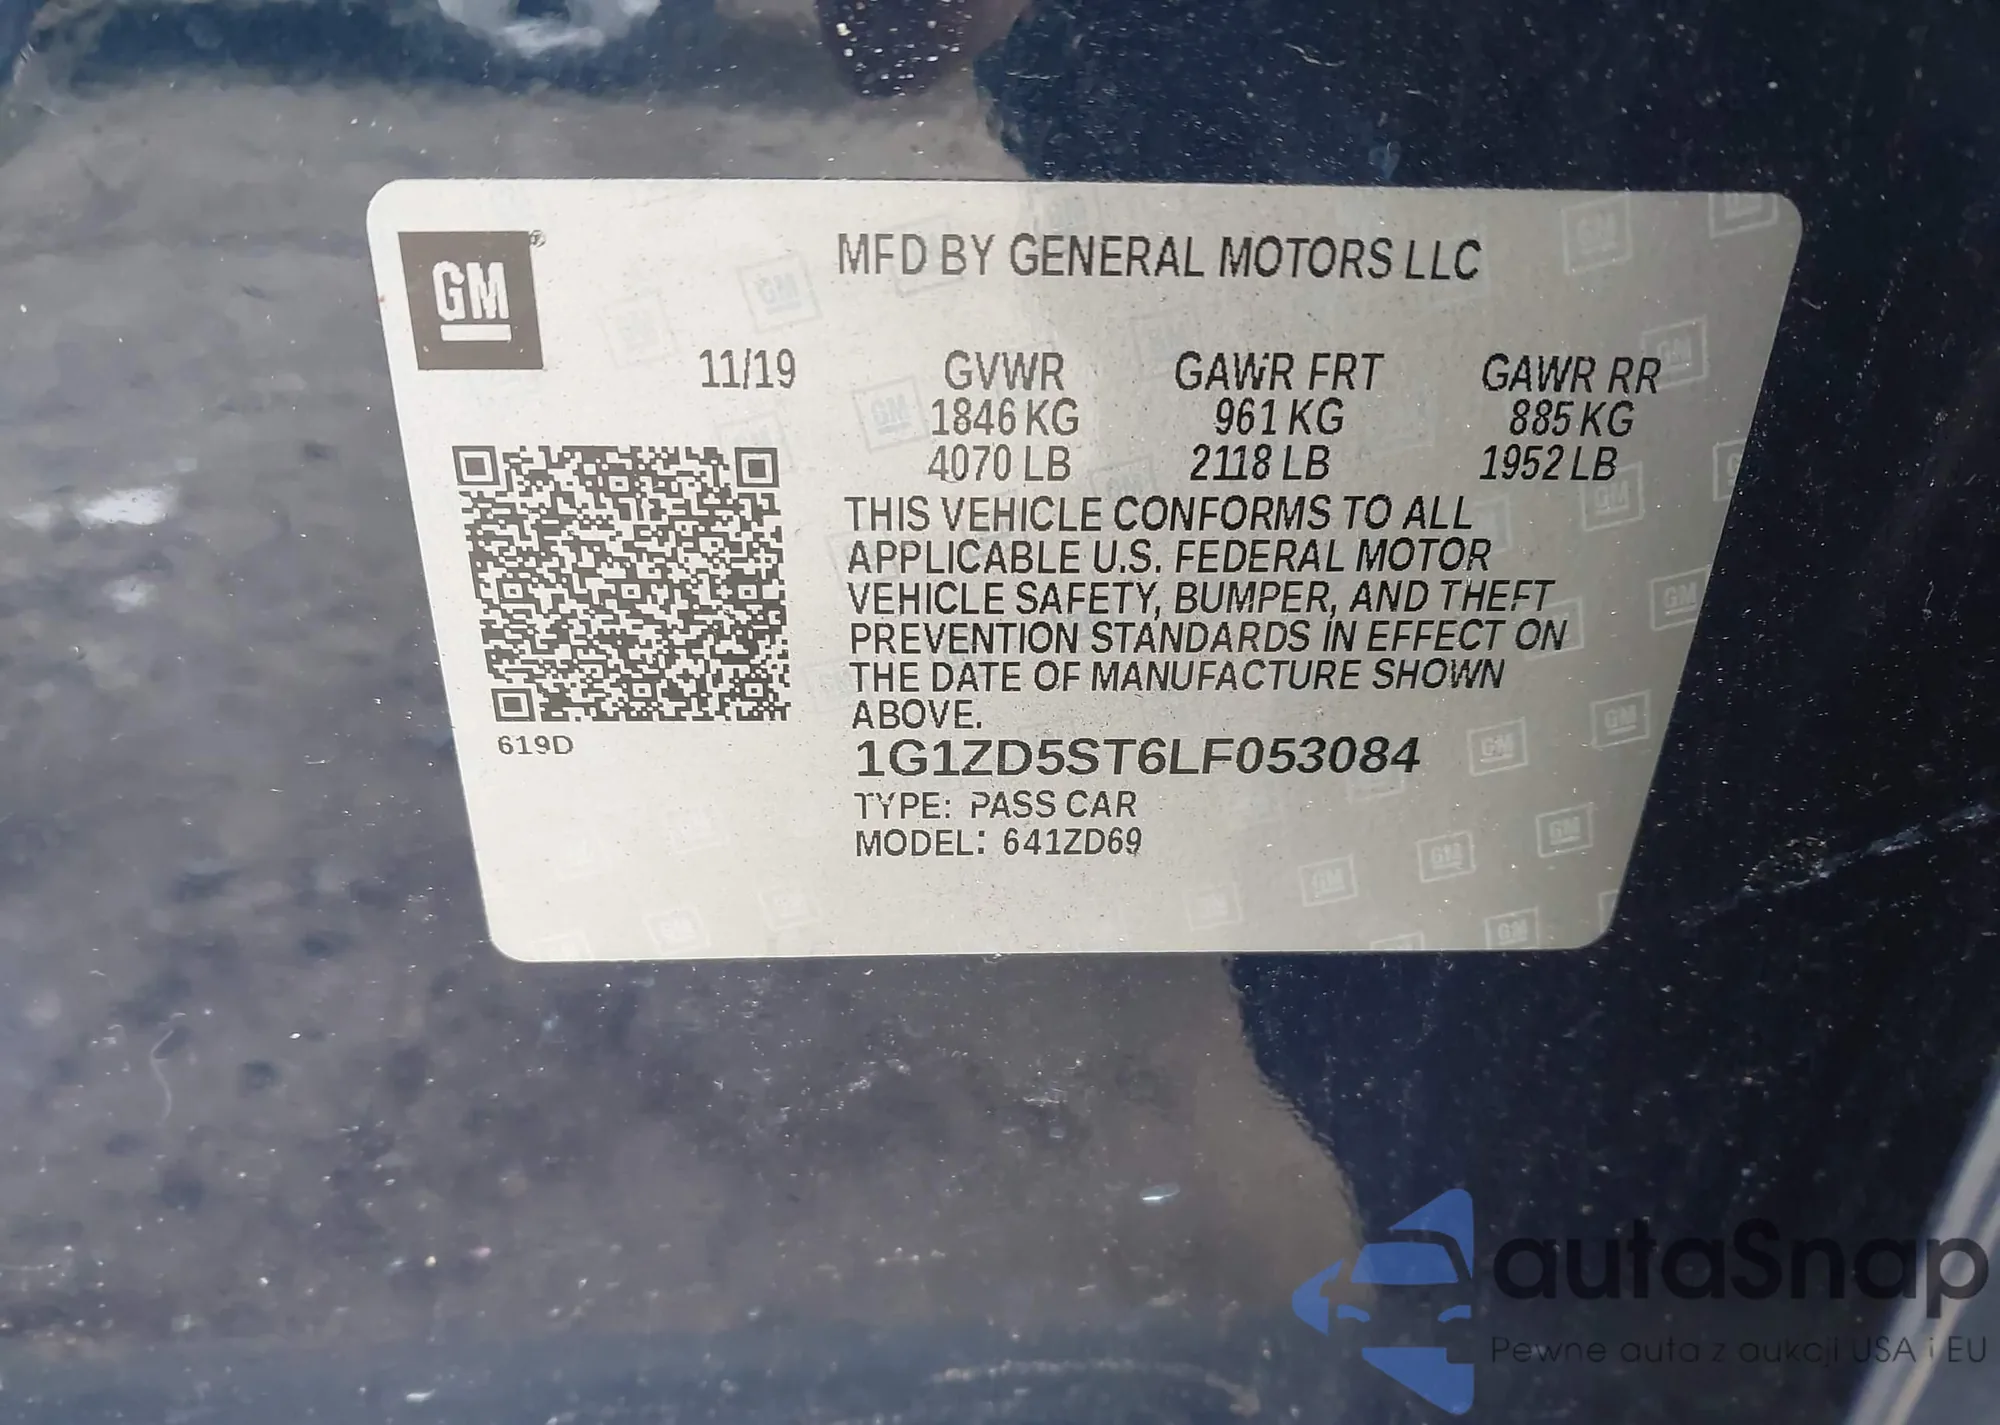 GM®
MFD BY GENERAL MOTORS LLC
11/19 GVWR GAWR FRT GAWR RR
1846 KG 961 KG 885 KG
4070 LB 2118 LB 1952 LB
THIS VEHICLE CONFORMS TO ALL
APPLICABLE U.S. FEDERAL MOTOR
VEHICLE SAFETY, BUMPER, AND THEFT
PREVENTION STANDARDS IN EFFECT ON
THE DATE OF MANUFACTURE SHOWN
ABOVE.
619D
1G1ZD5ST6LF053084
TYPE: PASS CAR
MODEL: 641ZD69
autaSnap
Pewne auta z aukcji USA i EU